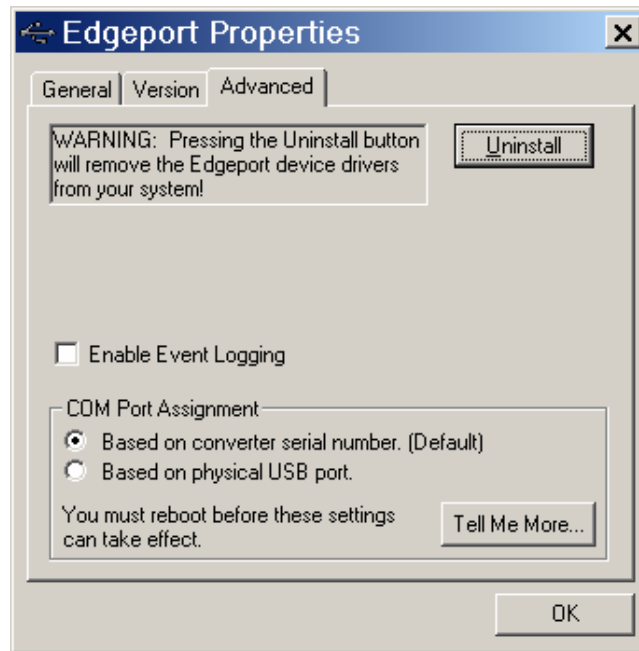 Edgeport Properties
General Version Advanced
WARNING: Pressing the Uninstall button
will remove the Edgeport device drivers
from your system!
Uninstall
Enable Event Logging
COM Port Assignment
Based on converter serial number. (Default)
Based on physical USB port.
You must reboot before these settings
can take effect.
Tell Me More...
OK